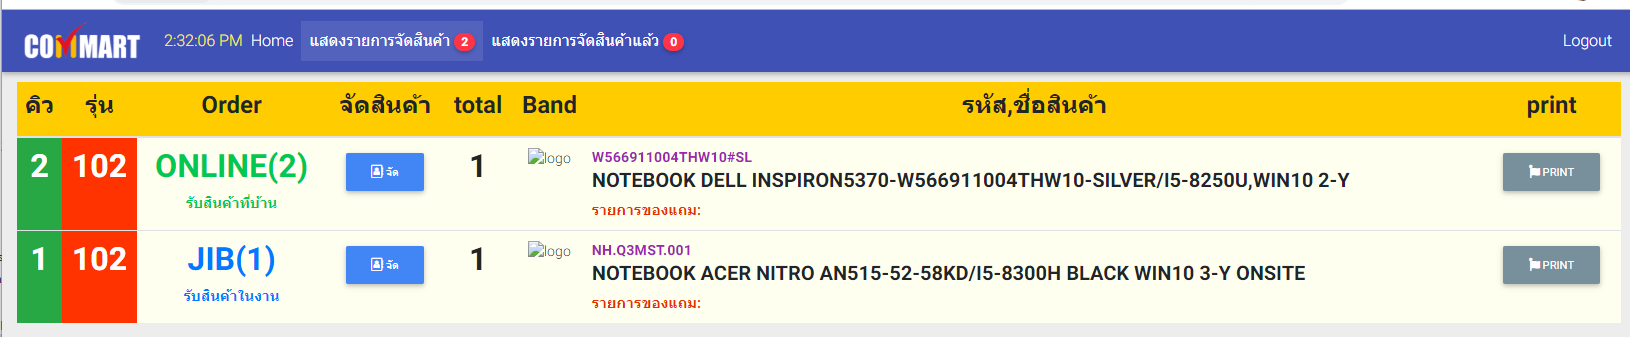 COMMART 2:32:06 PM Home แสดงรายการจัดสินค้า 2 แสดงรายการจัดสินค้าแล้ว 0 Logout
คิว รุ่น Order จัดสินค้า total Band รหัส,ชื่อสินค้า print
2 102 ONLINE(2) จัด 1 logo W566911004THW10#SL PRINT
NOTEBOOK DELL INSPIRON5370-W566911004THW10-SILVER/I5-8250U,WIN10 2-Y
รับสินค้าที่บ้าน รายการของแถม:
1 102 JIB(1) จัด 1 logo NH.Q3MST.001 PRINT
NOTEBOOK ACER NITRO AN515-52-58KD/I5-8300H BLACK WIN10 3-Y ONSITE
รับสินค้าในงาน รายการของแถม: